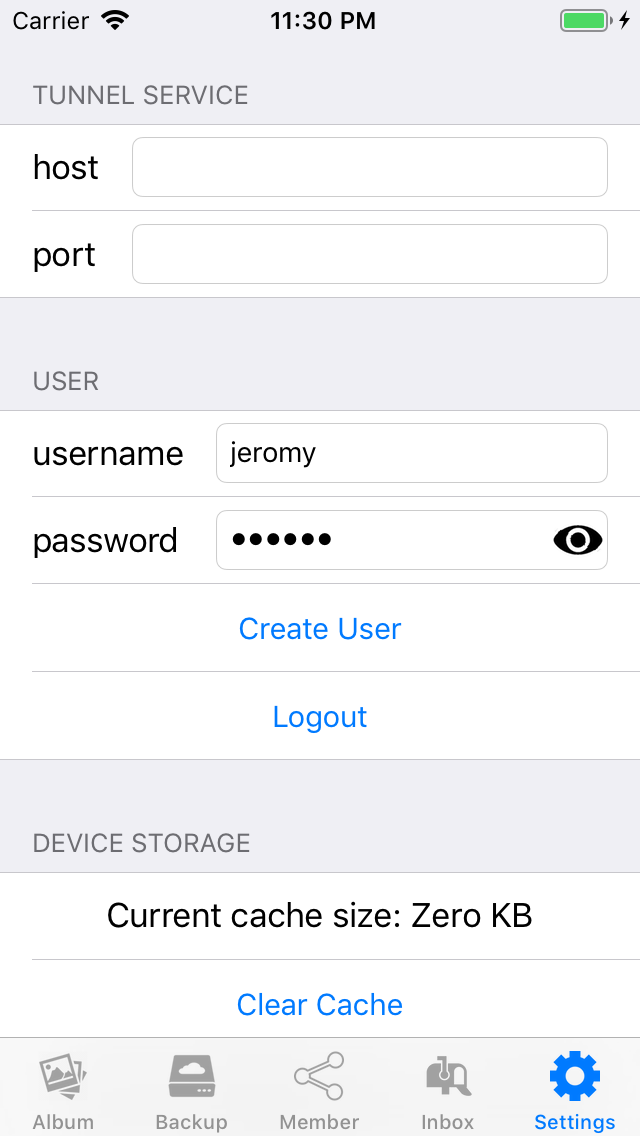 Carrier 11:30 PM
TUNNEL SERVICE
host
port
USER
username jeromy
password ••••••
Create User
Logout
DEVICE STORAGE
Current cache size: Zero KB
Clear Cache
Album Backup Member Inbox Settings